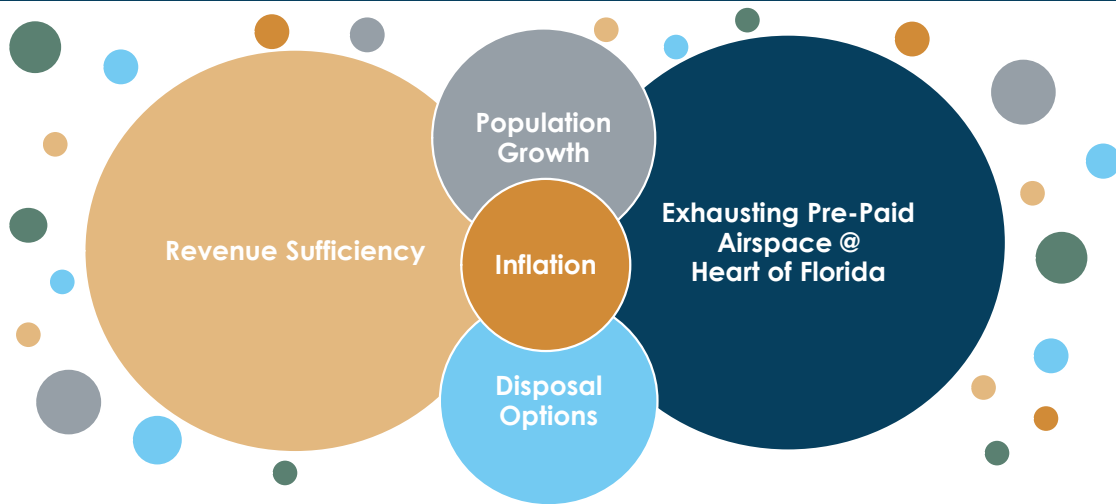 Revenue Sufficiency
Population
Growth
Inflation
Disposal
Options
Exhausting Pre-Paid
Airspace @
Heart of Florida